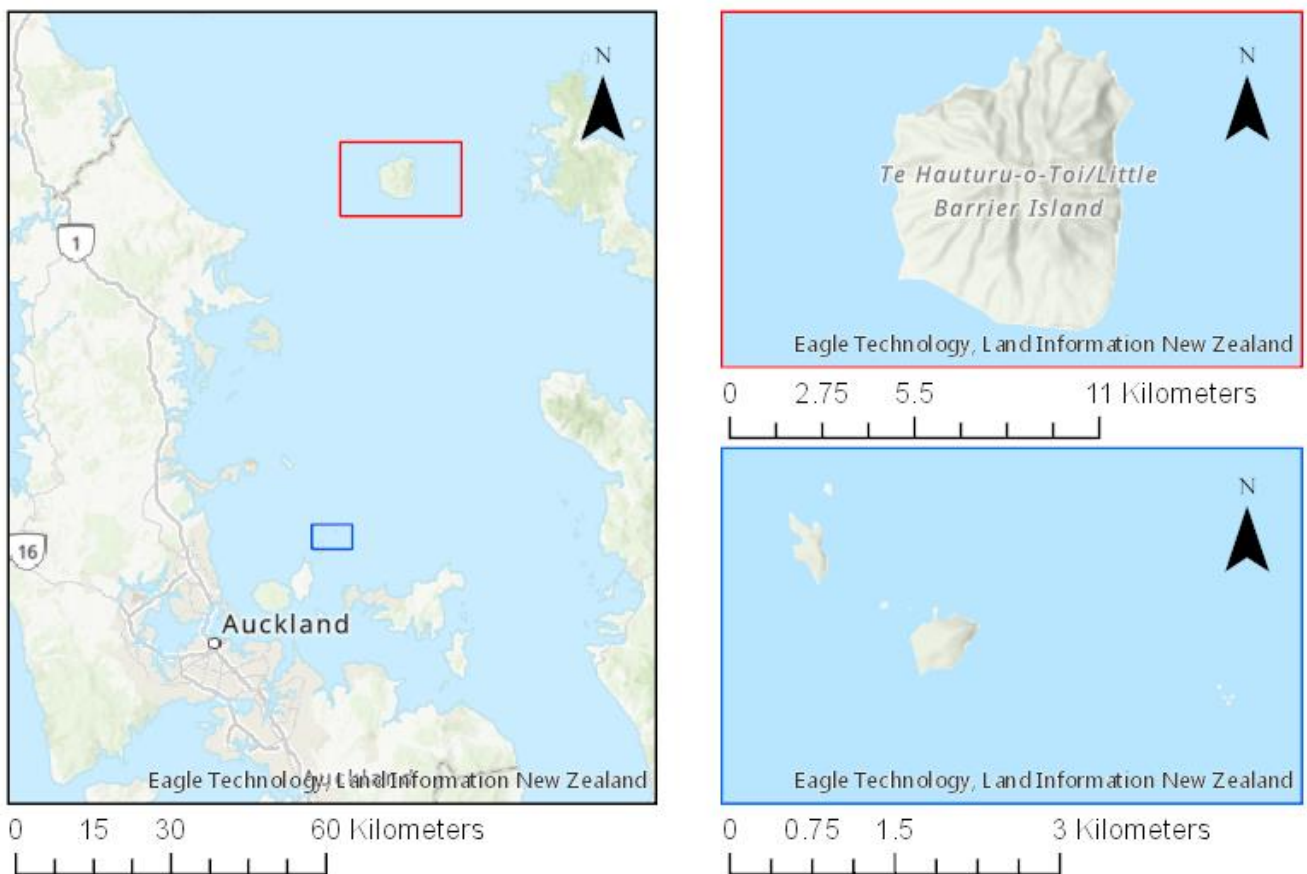 N
1
16
Auckland
Auckland
Eagle Technology, Land Information New Zealand
0 15 30 60 Kilometers
N
Te Hauturu-o-Toi/Little
Barrier Island
Eagle Technology, Land Information New Zealand
0 2.75 5.5 11 Kilometers
N
Eagle Technology, Land Information New Zealand
0 0.75 1.5 3 Kilometers